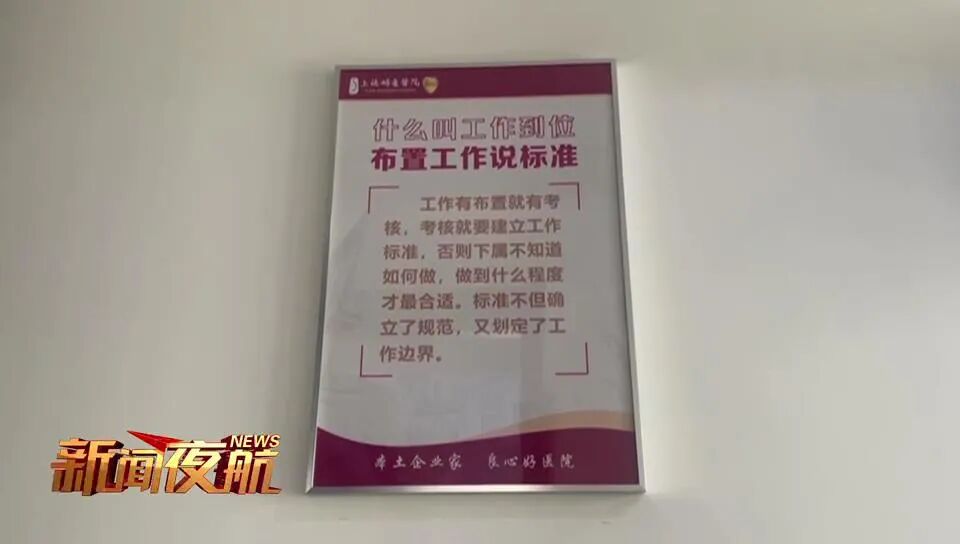 什么叫工作到位
布置工作说标准
工作有布置就有考
核，考核就要建立工作
标准，否则下属不知道
如何做，做到什么程度
才最合适。标准不但确
立了规范，又划定了工
作边界。
本土企业家 良心好医院
新闻夜航
NEWS